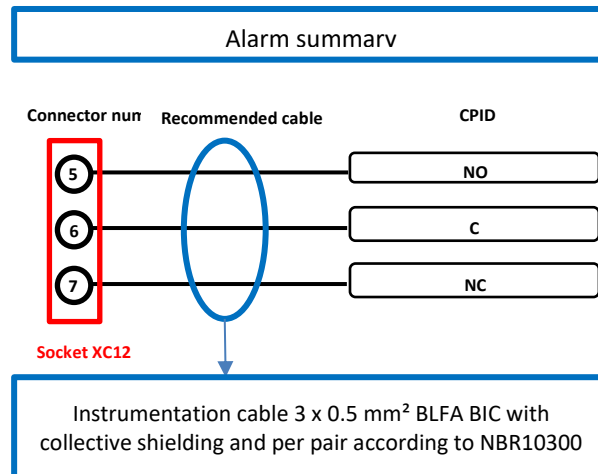 Alarm summary
Connector num Recommended cable CPID
5 NO
6 C
7 NC
Socket XC12
Instrumentation cable 3 x 0.5 mm² BLFA BIC with
collective shielding and per pair according to NBR10300